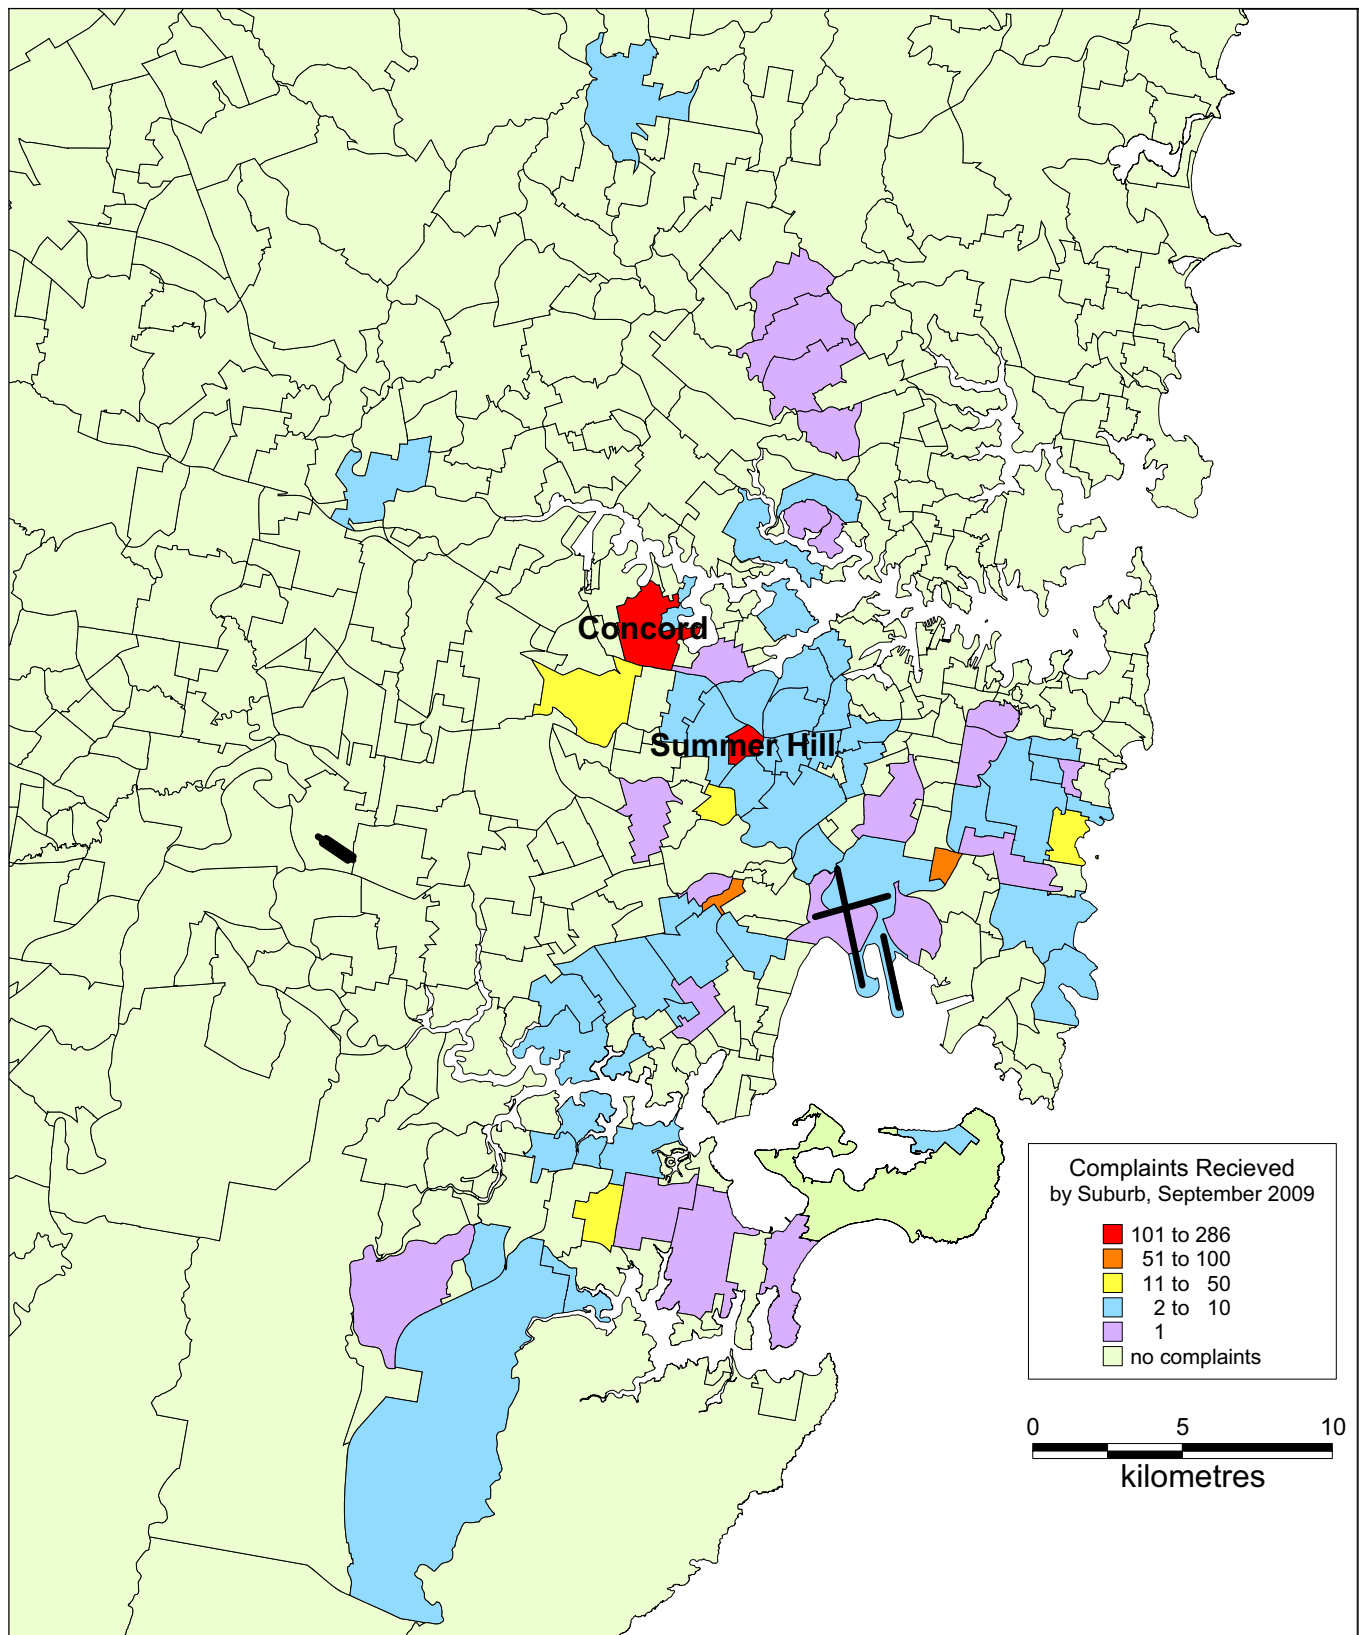 Concord
Summer Hill
Complaints Recieved
by Suburb, September 2009
101 to 286
51 to 100
11 to 50
2 to 10
1
no complaints
0 5 10
kilometres